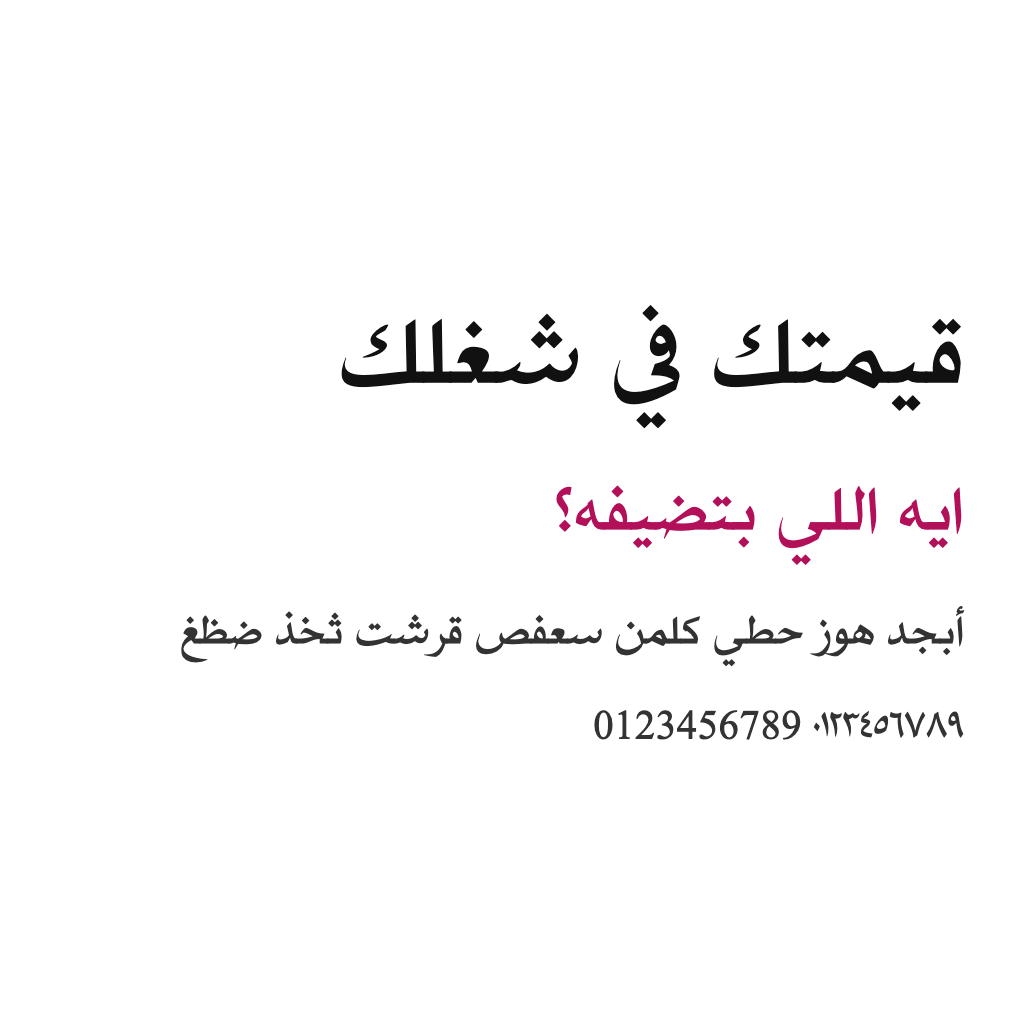 قيمتك في شغلك
ايه اللي بتضيفه؟
أبجد هوز حطي كلمن سعفص قرشت ثخذ ضظغ
٠١٢٣٤٥٦٧٨٩ 0123456789